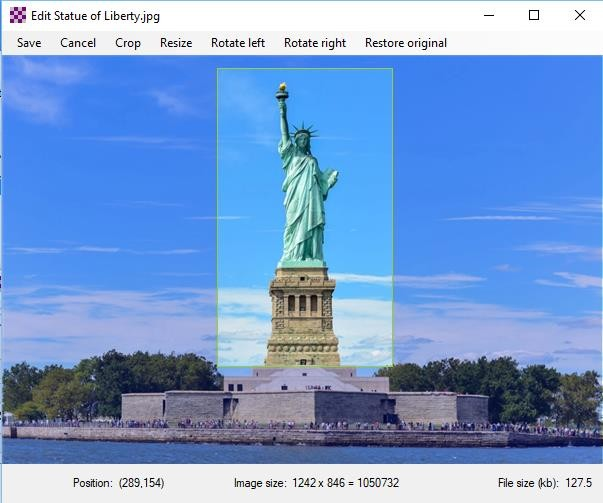 Edit Statue of Liberty.jpg
Save Cancel Crop Resize Rotate left Rotate right Restore original
Position: (289,154) Image size: 1242 x 846 = 1050732 File size (kb): 127.5